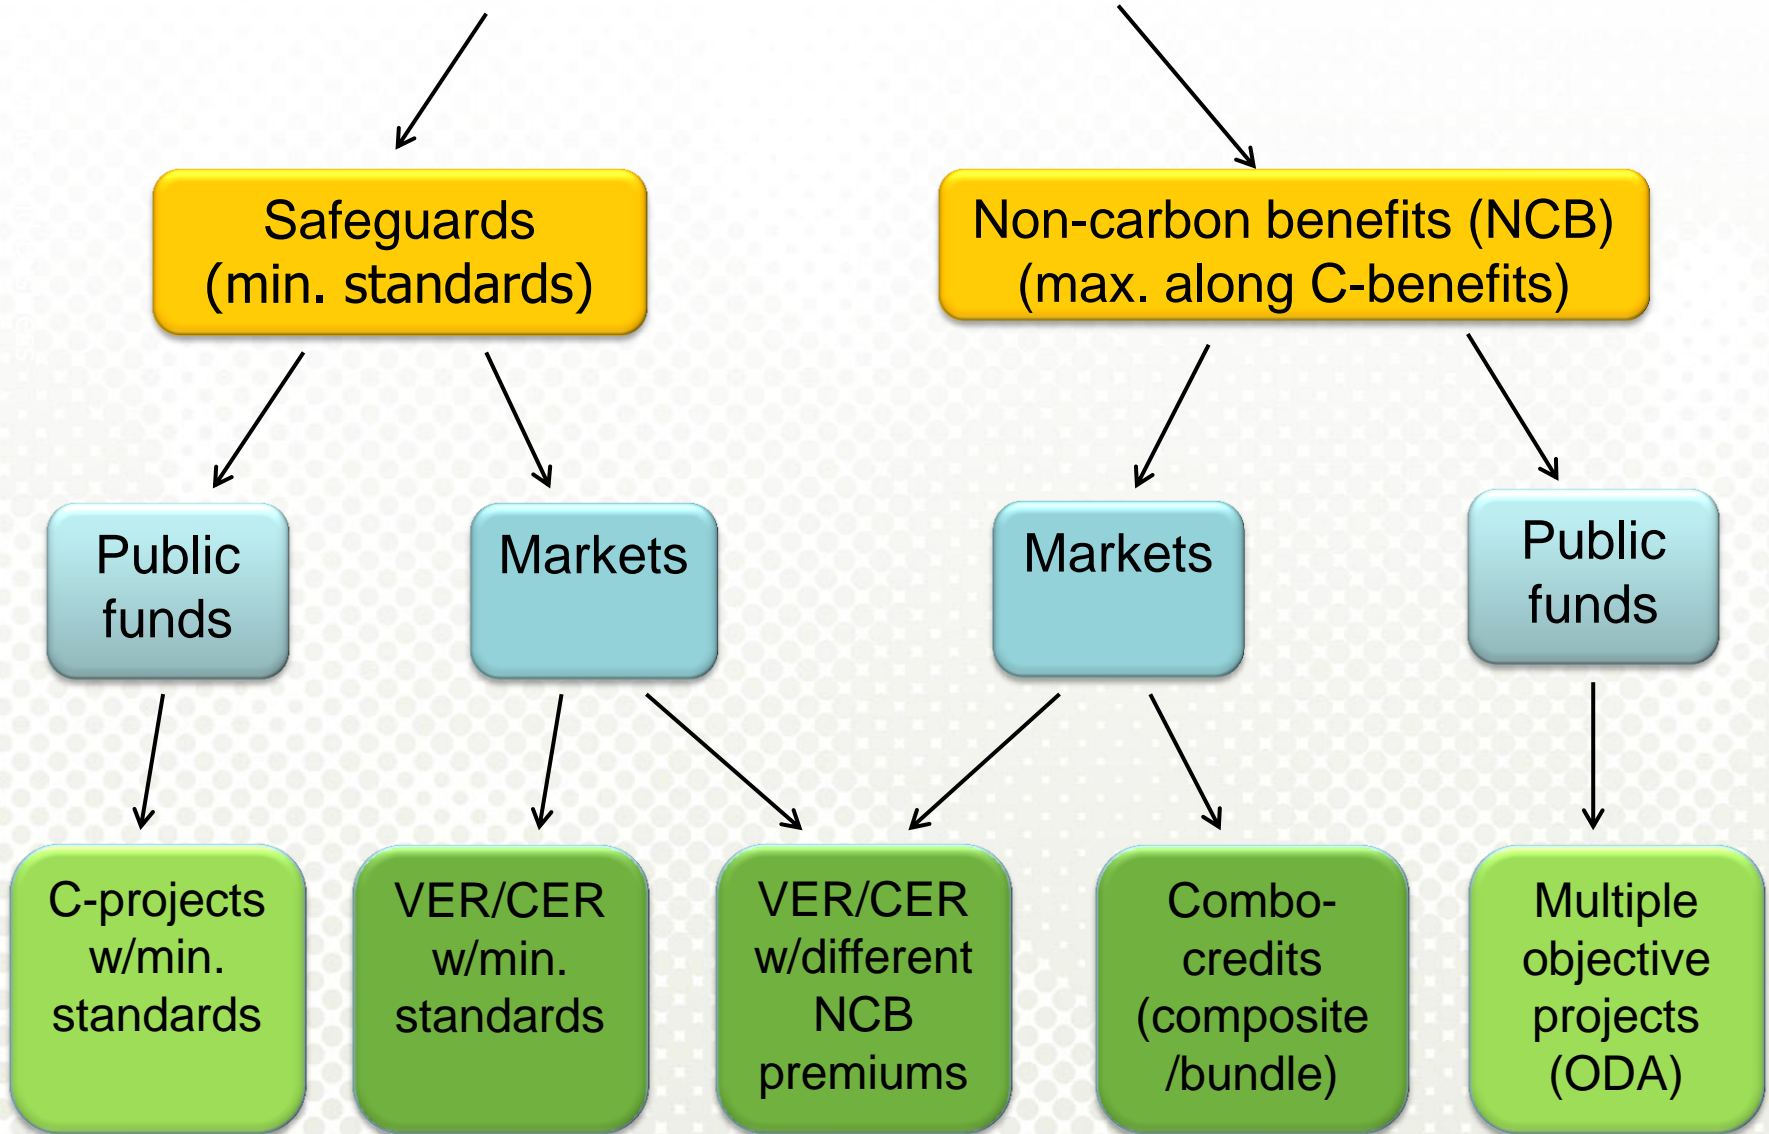 Safeguards
(min. standards)
Non-carbon benefits (NCB)
(max. along C-benefits)
Public
funds
Markets
Markets
Public
funds
C-projects
w/min.
standards
VER/CER
w/min.
standards
VER/CER
w/different
NCB
premiums
Combo-
credits
(composite
/bundle)
Multiple
objective
projects
(ODA)